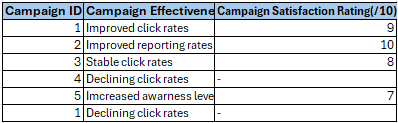 Campaign ID Campaign Effectivene Campaign Satisfaction Rating(/10)
1 Improved click rates 9
2 Improved reporting rates 10
3 Stable click rates 8
4 Declining click rates -
5 Imcreased awarness leve 7
1 Declining click rates -